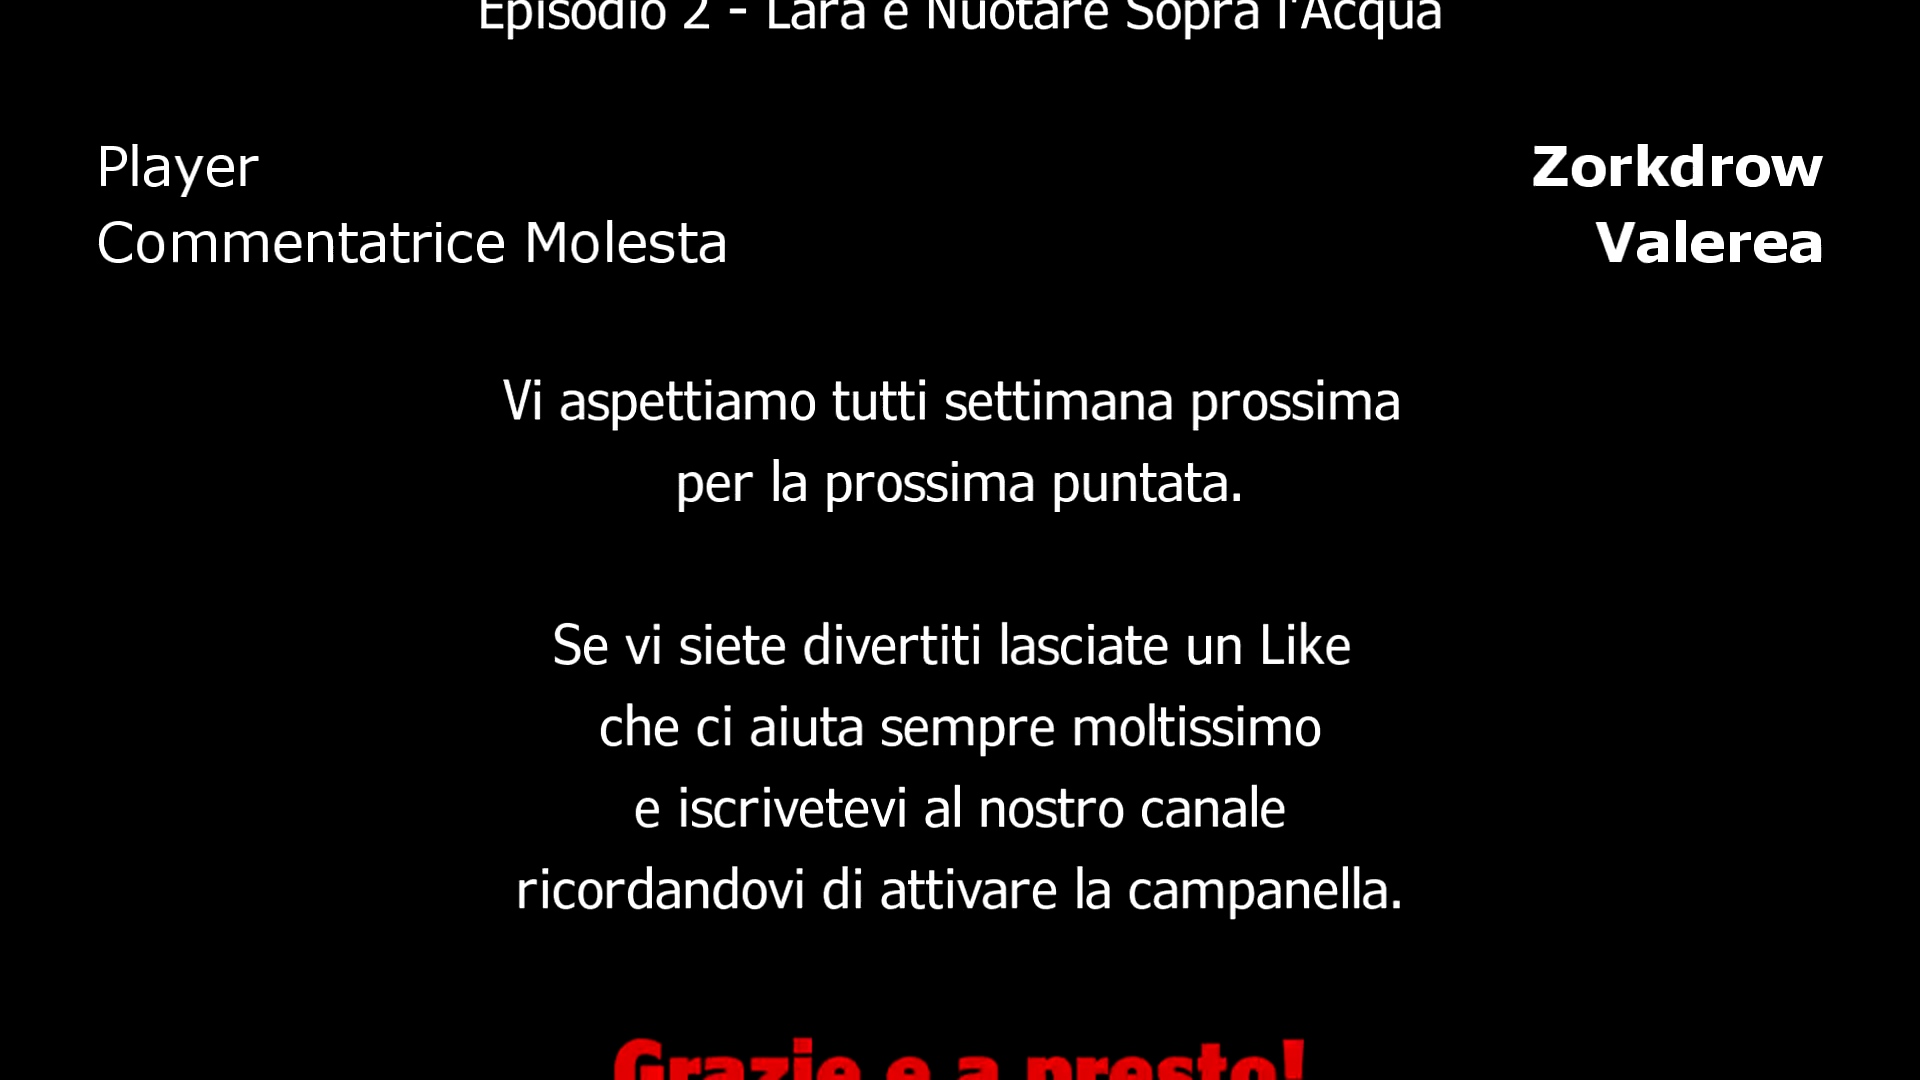 Episodio 2 - Lara e Nuotare Sopra l'Acqua
Player Zorkdrow
Commentatrice Molesta Valerea
Vi aspettiamo tutti settimana prossima
per la prossima puntata.
Se vi siete divertiti lasciate un Like
che ci aiuta sempre moltissimo
e iscrivetevi al nostro canale
ricordandovi di attivare la campanella.
Grazie e a presto!